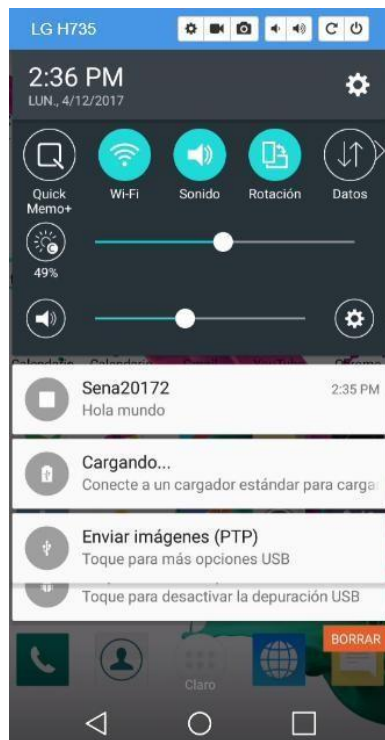 LG H735
2:36 PM
LUN., 4/12/2017
Quick
Memo+
Wi-Fi
Sonido
Rotación
Datos
49%
Calendario
Sena20172
2:35 PM
Hola mundo
Cargando...
Conecte a un cargador estándar para carga
Enviar imágenes (PTP)
Toque para más opciones USB
Toque para desactivar la depuración USB
BORRAR
Claro